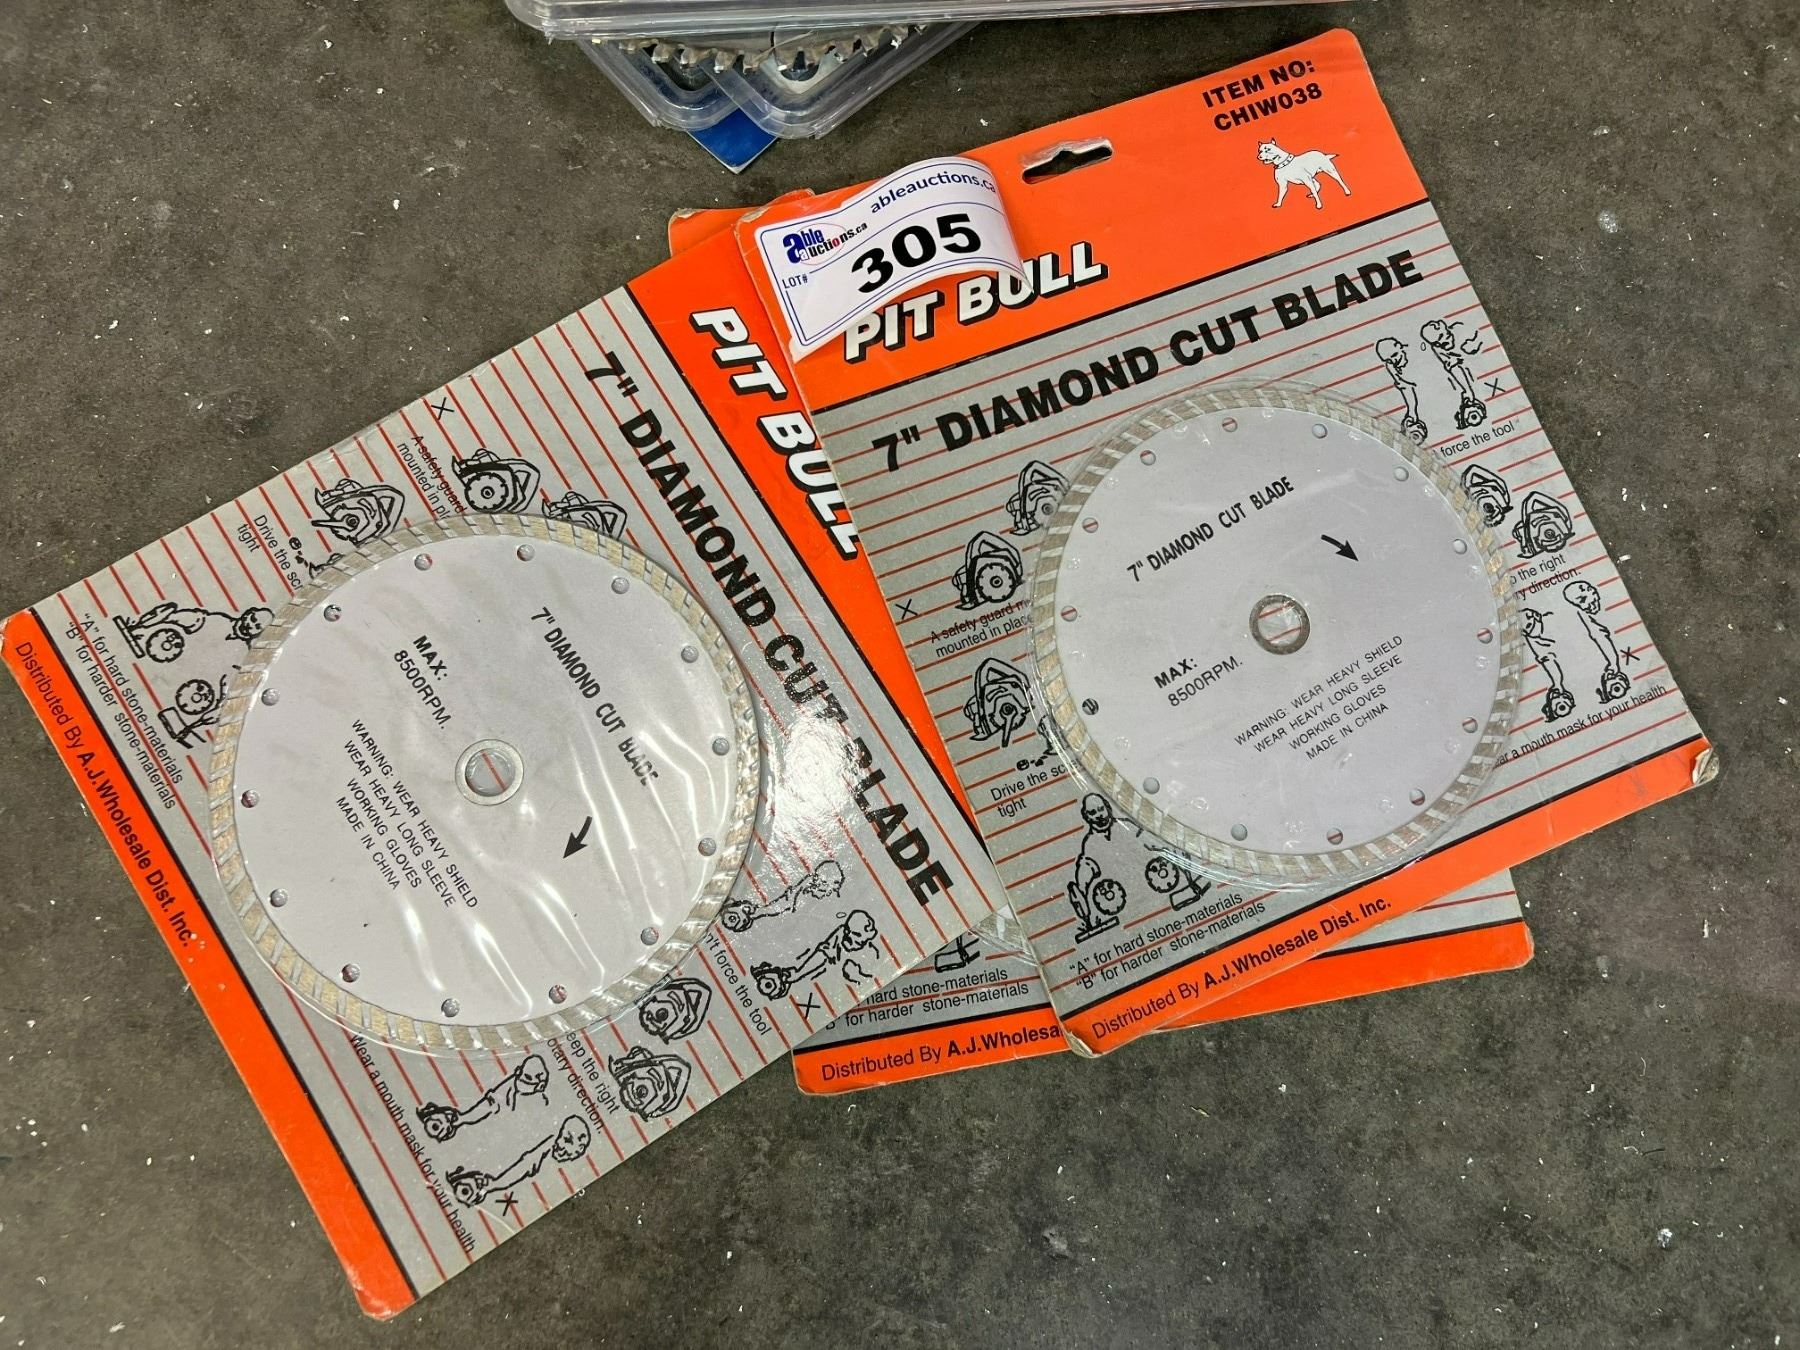 ITEM NO:
CHIW038
ableauctions.ca
able auctions.ca
LOT#
305
PIT BULL
7" DIAMOND CUT BLADE
force the tool
7" DIAMOND CUT BLADE
MAX:
8500RPM.
WARNING: WEAR HEAVY SHIELD
WEAR HEAVY LONG SLEEVE
WORKING GLOVES
MADE IN CHINA
A safety guard
mounted in place
the right
direction.
Drive the
tight
a mouth mask for your health
"A" for hard stone-materials
"B" for harder stone-materials
Distributed By A.J.Wholesale Dist. Inc.
PIT BULL
7" DIAMOND CUT BLADE
A safety guard
mounted in
Drive the
tight
"A" for hard stone-materials
"B" for harder stone-materials
7" DIAMOND CUT BLADE
MAX:
8500RPM.
WARNING: WEAR HEAVY SHIELD
WEAR HEAVY LONG SLEEVE
WORKING GLOVES
MADE IN CHINA
force the tool
the right
direction.
Wear a mouth mask for your health
Distributed By A.J.Wholesale Dist. Inc.
hard stone-materials
for harder stone-materials
Distributed By A.J.Wholesa